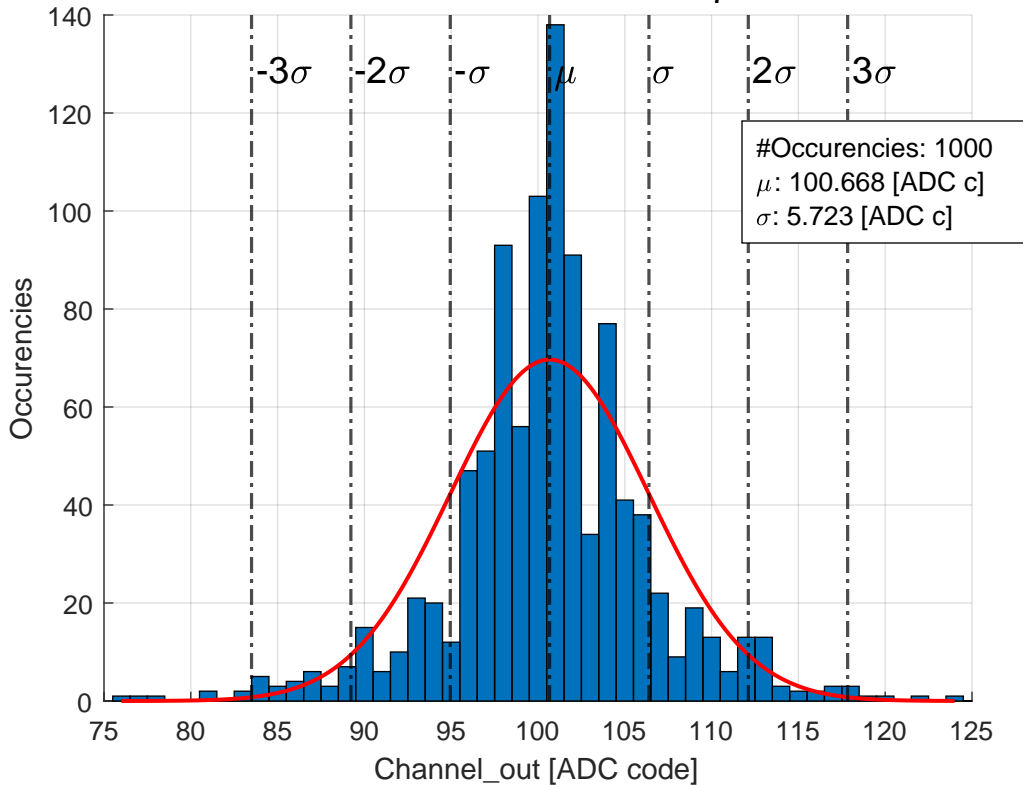 140
120
100
80
60
40
20
0
-3σ -2σ -σ μ σ 2σ 3σ
#Occurencies: 1000
μ: 100.668 [ADC c]
σ: 5.723 [ADC c]
Occurencies
75 80 85 90 95 100 105 110 115 120 125
Channel_out [ADC code]